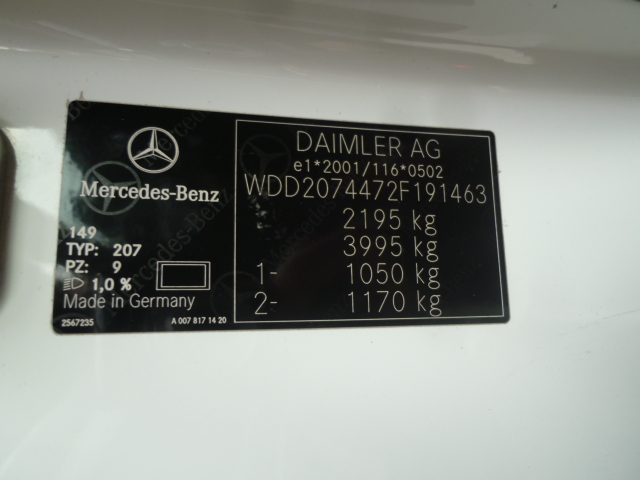 Mercedes-Benz
149
TYP: 207
PZ: 9
1,0 %
Made in Germany
2567235
A 007 817 14 20
DAIMLER AG
e1*2001/116*0502
WDD2074472F191463
2195 kg
3995 kg
1- 1050 kg
2- 1170 kg